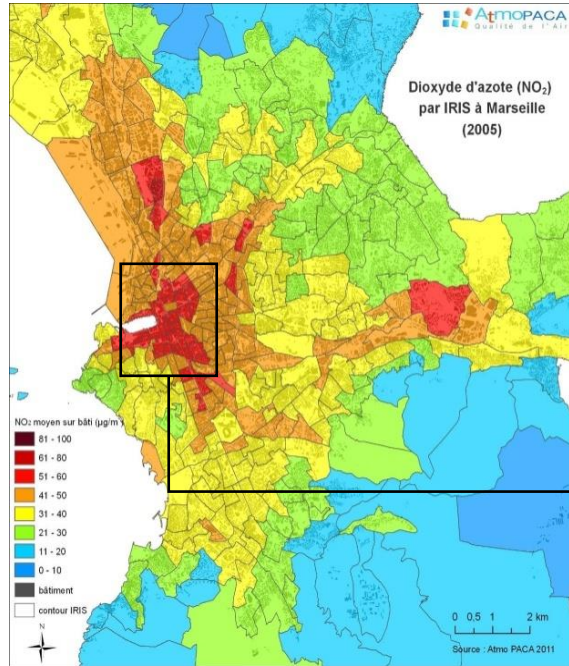 AtmoPACA
Qualité de l'Air
Dioxyde d'azote (NO₂)
par IRIS à Marseille
(2005)
NO₂ moyen sur bâti (µg/m³)
81 - 100
61 - 80
51 - 60
41 - 50
31 - 40
21 - 30
11 - 20
0 - 10
bâtiment
contour IRIS
N
0 0,5 1 2 km
Source : Atmo PACA 2011